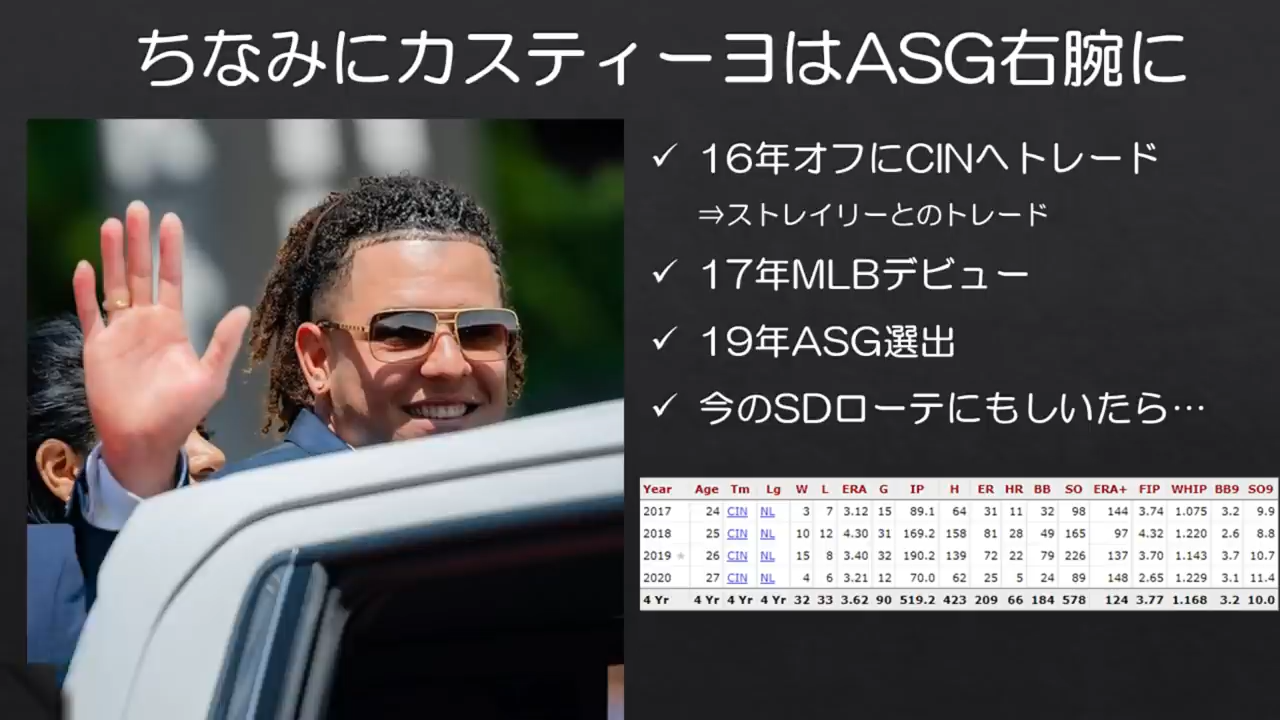 ちなみにカスティーヨはASG右腕に
✓ 16年オフにCINへトレード
⇒ストレイリーとのトレード
✓ 17年MLBデビュー
✓ 19年ASG選出
✓ 今のSDローテにもしいたら…
Year Age Tm Lg W L ERA G IP H ER HR BB SO ERA+ FIP WHIP BB9 SO9
2017 24 CIN NL 3 7 3.12 15 89.1 64 31 11 32 98 144 3.74 1.075 3.2 9.9
2018 25 CIN NL 10 12 4.30 31 169.2 158 81 28 49 165 97 4.32 1.220 2.6 8.8
2019 ★ 26 CIN NL 15 8 3.40 32 190.2 139 72 22 79 226 137 3.70 1.143 3.7 10.7
2020 27 CIN NL 4 6 3.21 12 70.0 62 25 5 24 89 148 2.65 1.229 3.1 11.4
4 Yr 4 Yr 4 Yr 4 Yr 32 33 3.62 90 519.2 423 209 66 184 578 124 3.77 1.168 3.2 10.0